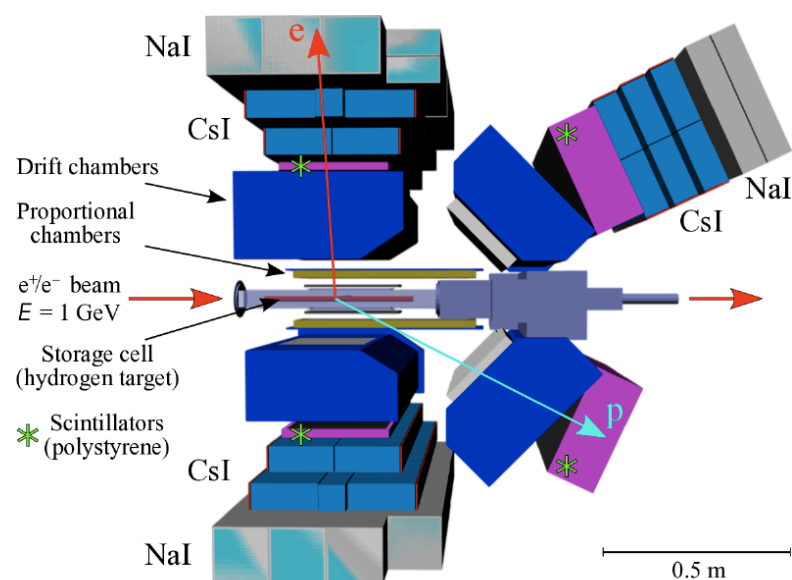 NaI
e
CsI
Drift chambers
Proportional
chambers
e⁺/e⁻ beam
E = 1 GeV
Storage cell
(hydrogen target)
Scintillators
(polystyrene)
CsI
NaI
CsI
NaI
p
0.5 m